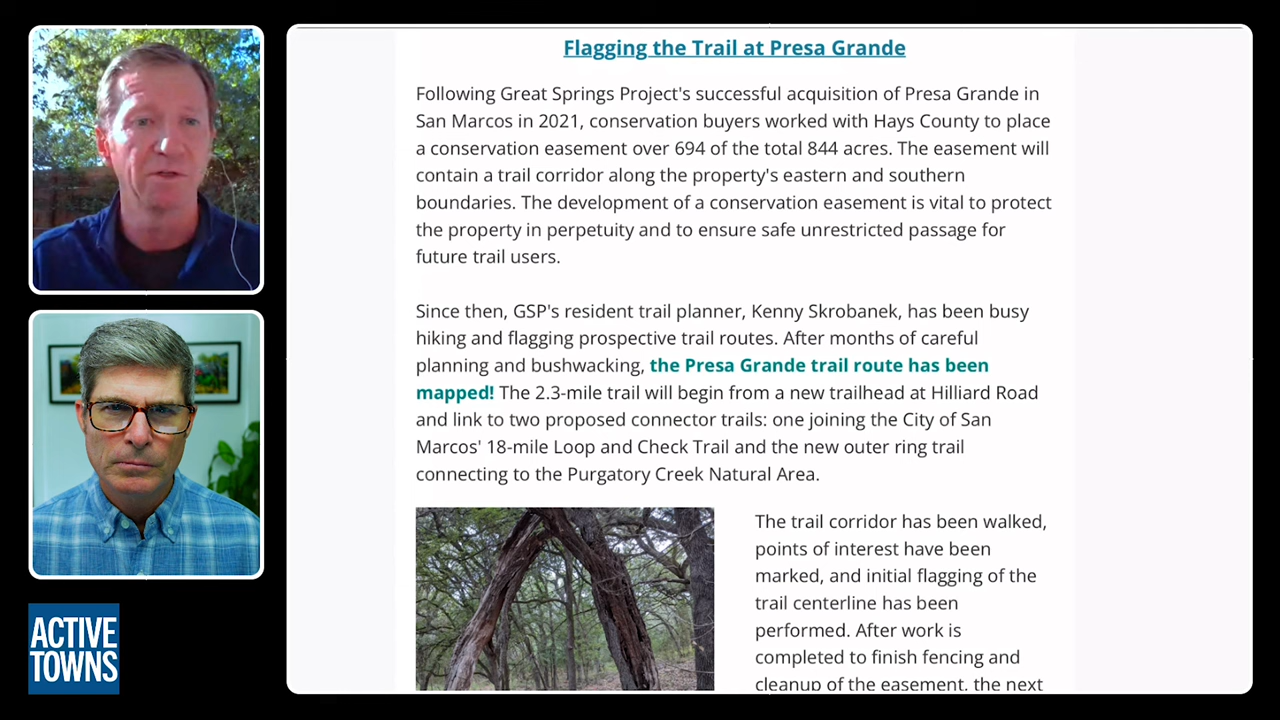 Flagging the Trail at Presa Grande
Following Great Springs Project's successful acquisition of Presa Grande in
San Marcos in 2021, conservation buyers worked with Hays County to place
a conservation easement over 694 of the total 844 acres. The easement will
contain a trail corridor along the property's eastern and southern
boundaries. The development of a conservation easement is vital to protect
the property in perpetuity and to ensure safe unrestricted passage for
future trail users.
Since then, GSP's resident trail planner, Kenny Skrobanek, has been busy
hiking and flagging prospective trail routes. After months of careful
planning and bushwacking, the Presa Grande trail route has been
mapped! The 2.3-mile trail will begin from a new trailhead at Hilliard Road
and link to two proposed connector trails: one joining the City of San
Marcos' 18-mile Loop and Check Trail and the new outer ring trail
connecting to the Purgatory Creek Natural Area.
The trail corridor has been walked,
points of interest have been
marked, and initial flagging of the
trail centerline has been
performed. After work is
completed to finish fencing and
cleanup of the easement, the next
ACTIVE
TOWNS